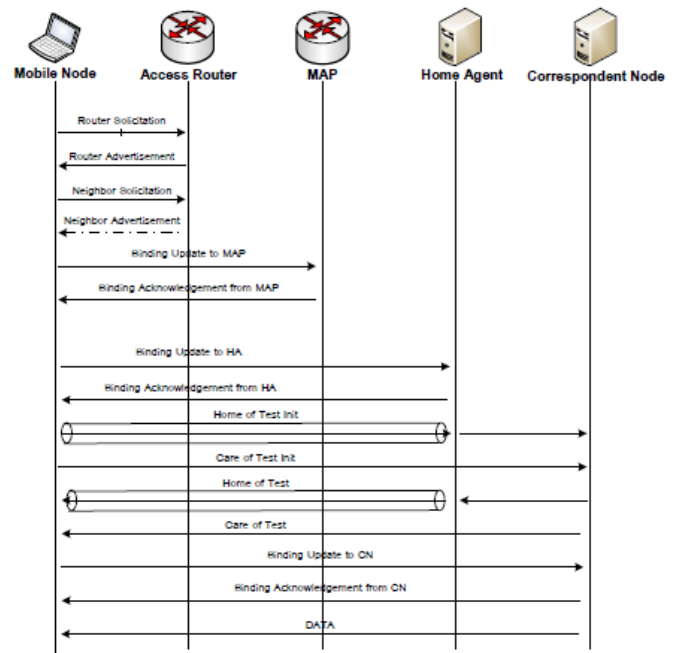 Mobile Node
Access Router
MAP
Home Agent
Correspondent Node
Router Solicitation
Router Advertisement
Neighbor Solicitation
Neighbor Advertisement
Binding Update to MAP
Binding Acknowledgement from MAP
Binding Update to HA
Binding Acknowledgement from HA
Home of Test Init
Care of Test Init
Home of Test
Care of Test
Binding Update to CN
Binding Acknowledgement from CN
DATA